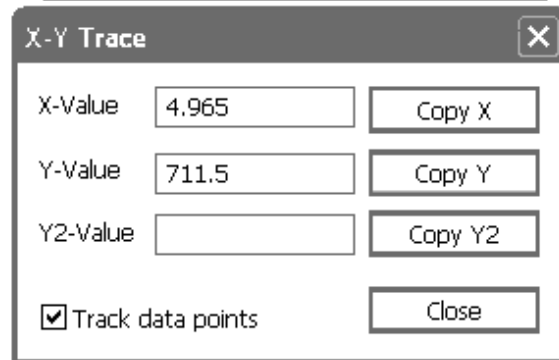 X-Y Trace
X-Value 4.965 Copy X
Y-Value 711.5 Copy Y
Y2-Value Copy Y2
Track data points Close